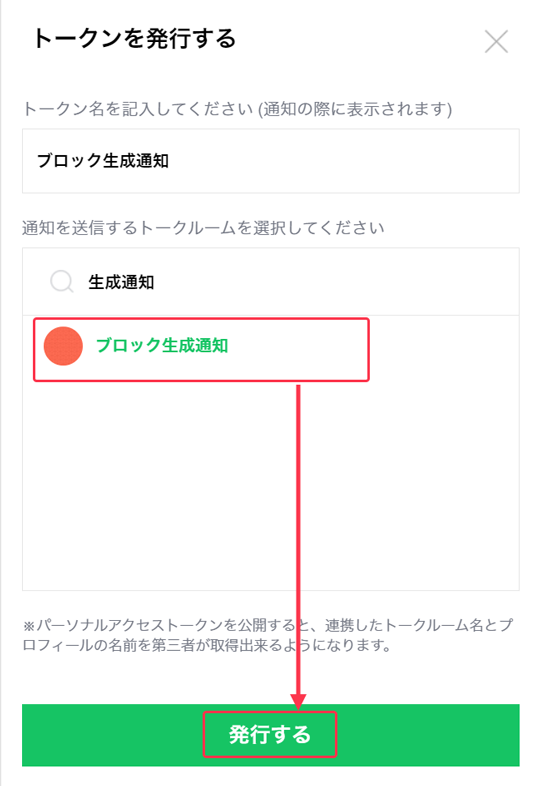 トークンを発行する
トークン名を記入してください (通知の際に表示されます)
ブロック生成通知
通知を送信するトークルームを選択してください
生成通知
ブロック生成通知
※パーソナルアクセストークンを公開すると、連携したトークルーム名とプ
ロフィールの名前を第三者が取得出来るようになります。
発行する